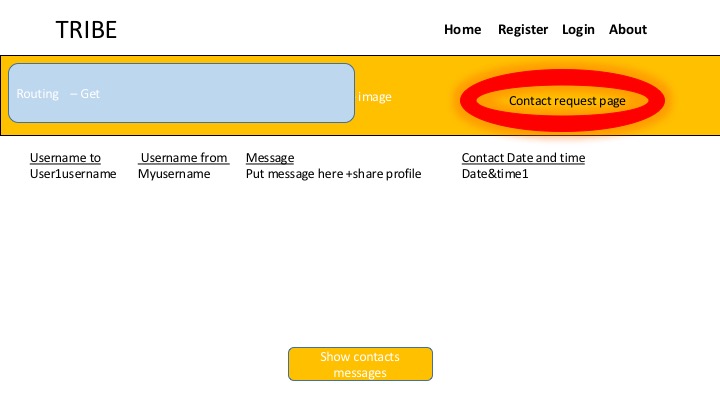 TRIBE
Home Register Login About
Routing – Get
image
Contact request page
Username to Username from Message Contact Date and time
User1username Myusername Put message here +share profile Date&time1
Show contacts
messages